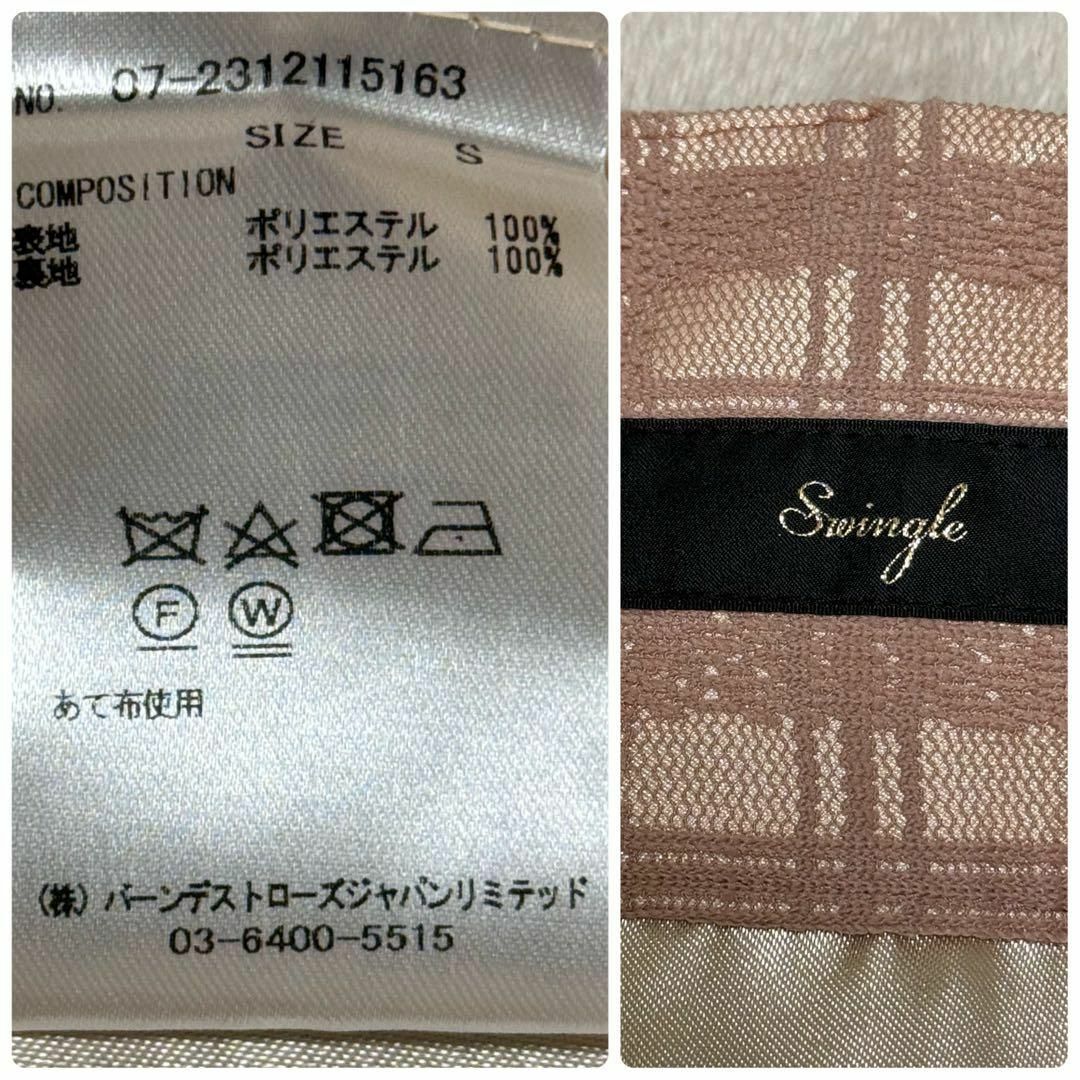 NO. 07-2312115163
SIZE S
COMPOSITION
表地 ポリエステル 100%
裏地 ポリエステル 100%
F W
あて布使用
(株) バーンデストローズジャパンリミテッド
03-6400-5515
Swingle